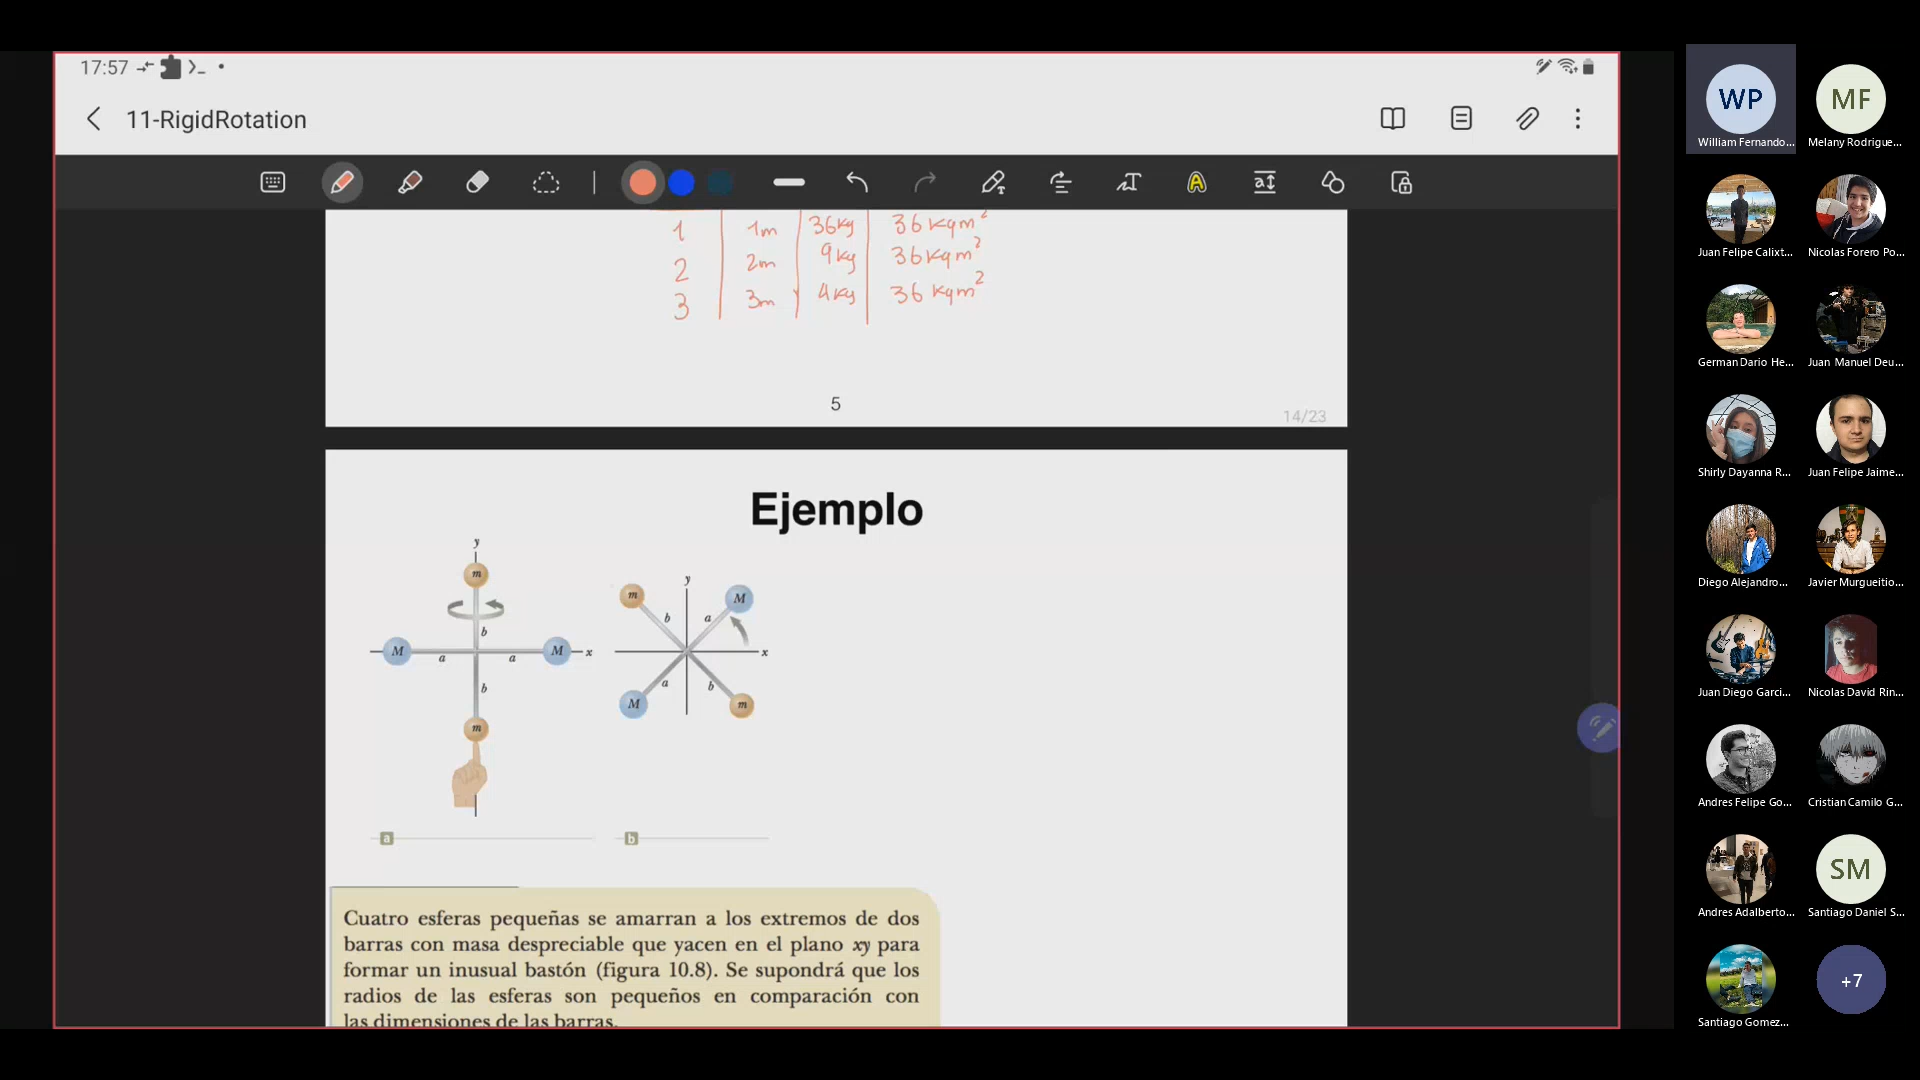 17:57
11-RigidRotation
1 1m 36kg 36kgm²
2 2m 9kg 36kgm²
3 3m 4kg 36kgm²
5
14/23
Ejemplo
y
m
b
M a a M x
b
m
a
y
m M
b a
x
a b
M m
b
Cuatro esferas pequeñas se amarran a los extremos de dos
barras con masa despreciable que yacen en el plano xy para
formar un inusual bastón (figura 10.8). Se supondrá que los
radios de las esferas son pequeños en comparación con
las dimensiones de las barras.
WP
William Fernando...
MF
Melany Rodrigue...
Juan Felipe Calixt...
Nicolas Forero Po...
German Dario He...
Juan Manuel Deu...
Shirly Dayanna R...
Juan Felipe Jaime...
Diego Alejandro...
Javier Murgueitio...
Juan Diego Garci...
Nicolas David Rin...
Andres Felipe Go...
Cristian Camilo G...
Andres Adalberto...
SM
Santiago Daniel S...
Santiago Gomez...
+7